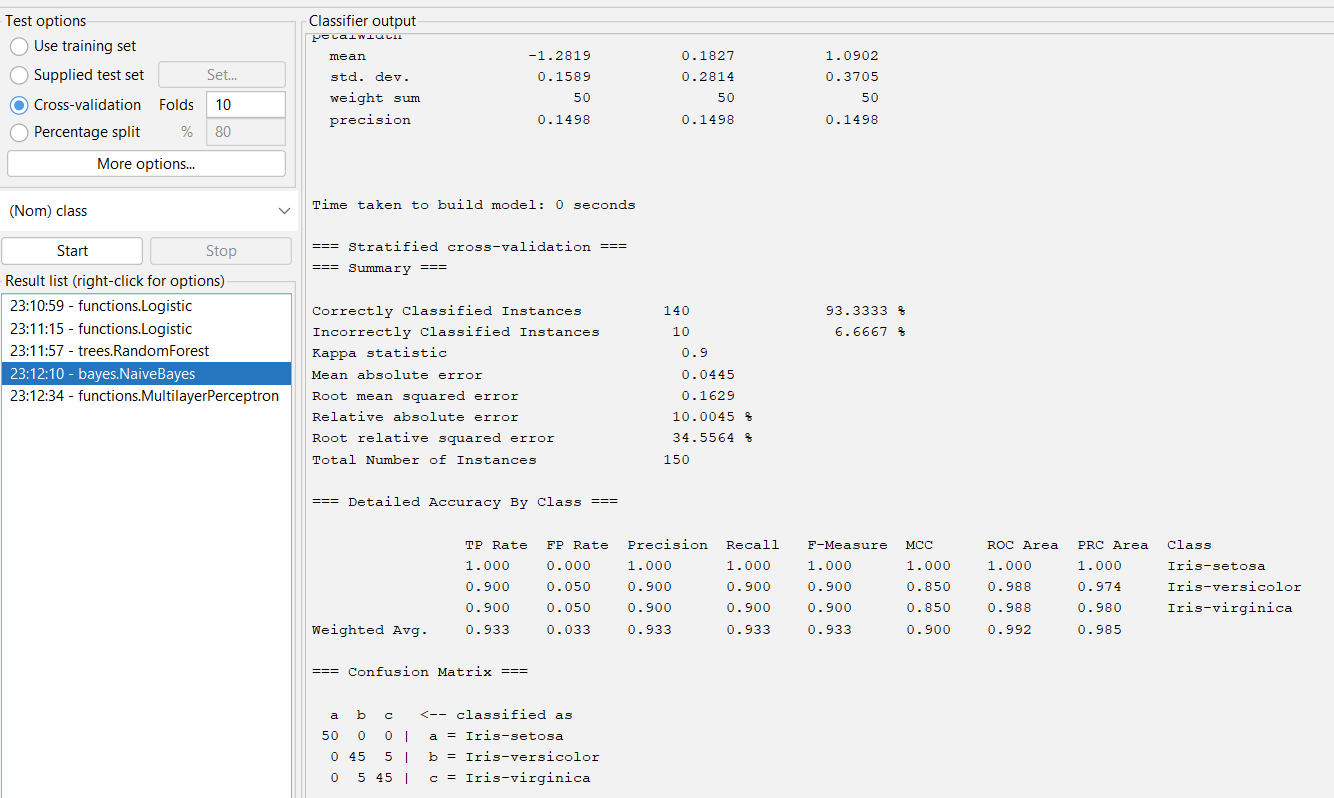 Test options
Use training set
Supplied test set Set...
Cross-validation Folds 10
Percentage split % 80
More options...
(Nom) class
Start Stop
Result list (right-click for options)
23:10:59 - functions.Logistic
23:11:15 - functions.Logistic
23:11:57 - trees.RandomForest
23:12:10 - bayes.NaiveBayes
23:12:34 - functions.MultilayerPerceptron
Classifier output
petalwidth
mean -1.2819 0.1827 1.0902
std. dev. 0.1589 0.2814 0.3705
weight sum 50 50 50
precision 0.1498 0.1498 0.1498
Time taken to build model: 0 seconds
=== Stratified cross-validation ===
=== Summary ===
Correctly Classified Instances 140 93.3333 %
Incorrectly Classified Instances 10 6.6667 %
Kappa statistic 0.9
Mean absolute error 0.0445
Root mean squared error 0.1629
Relative absolute error 10.0045 %
Root relative squared error 34.5564 %
Total Number of Instances 150
=== Detailed Accuracy By Class ===
TP Rate FP Rate Precision Recall F-Measure MCC ROC Area PRC Area Class
1.000 0.000 1.000 1.000 1.000 1.000 1.000 1.000 Iris-setosa
0.900 0.050 0.900 0.900 0.900 0.850 0.988 0.974 Iris-versicolor
0.900 0.050 0.900 0.900 0.900 0.850 0.988 0.980 Iris-virginica
Weighted Avg. 0.933 0.033 0.933 0.933 0.933 0.900 0.992 0.985
=== Confusion Matrix ===
a b c <-- classified as
50 0 0 | a = Iris-setosa
0 45 5 | b = Iris-versicolor
0 5 45 | c = Iris-virginica